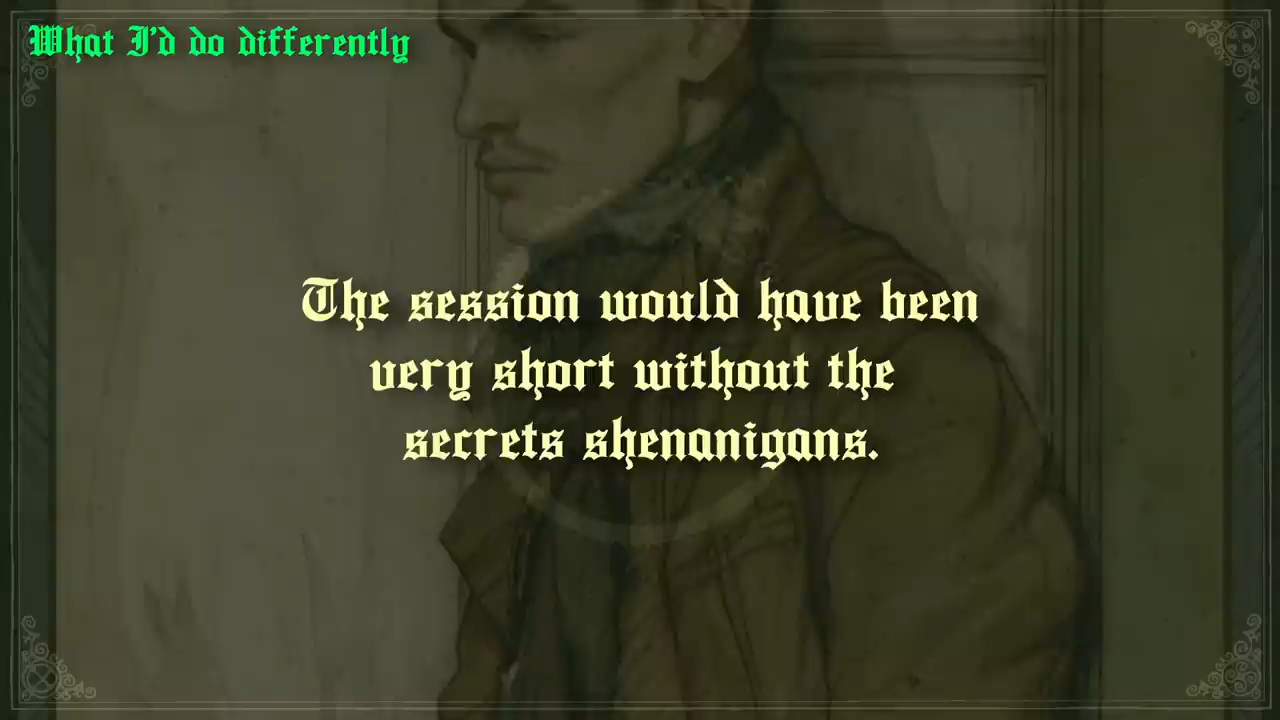 What I'd do differently
The session would have been
very short without the
secrets shenanigans.